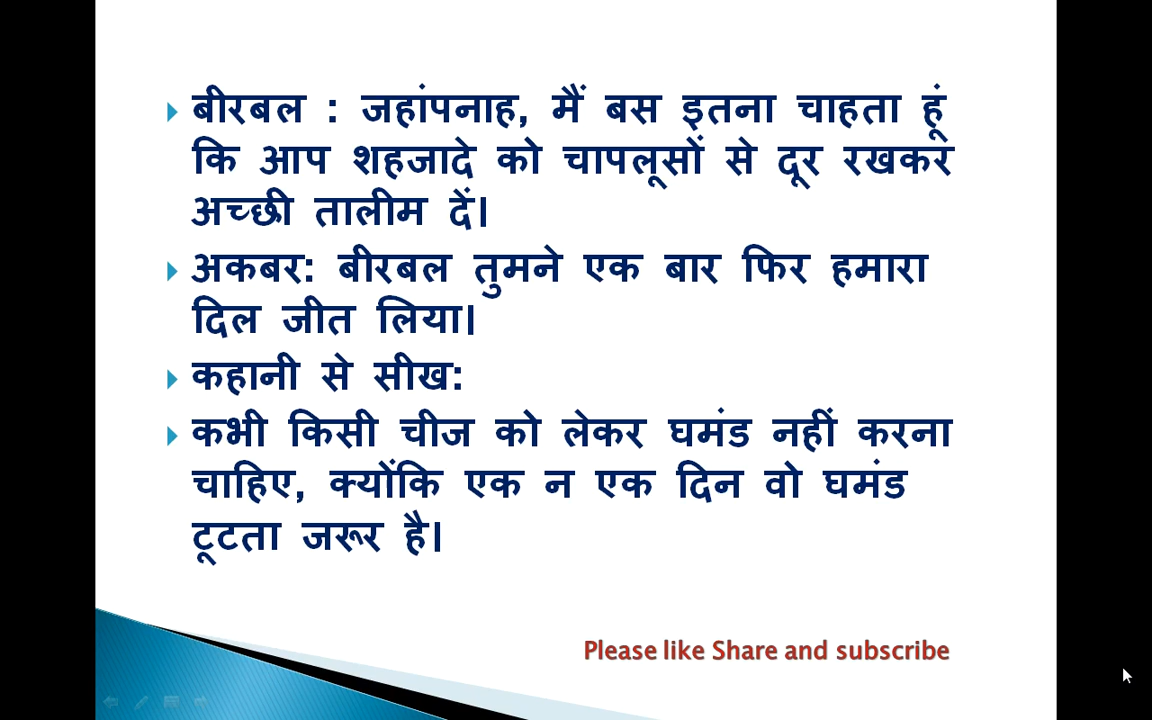 बीरबल : जहांपनाह, मैं बस इतना चाहता हूं
कि आप शहजादे को चापलूसों से दूर रखकर
अच्छी तालीम दें।
अकबर: बीरबल तुमने एक बार फिर हमारा
दिल जीत लिया।
कहानी से सीख:
कभी किसी चीज को लेकर घमंड नहीं करना
चाहिए, क्योंकि एक न एक दिन वो घमंड
टूटता जरूर है।
Please like Share and subscribe